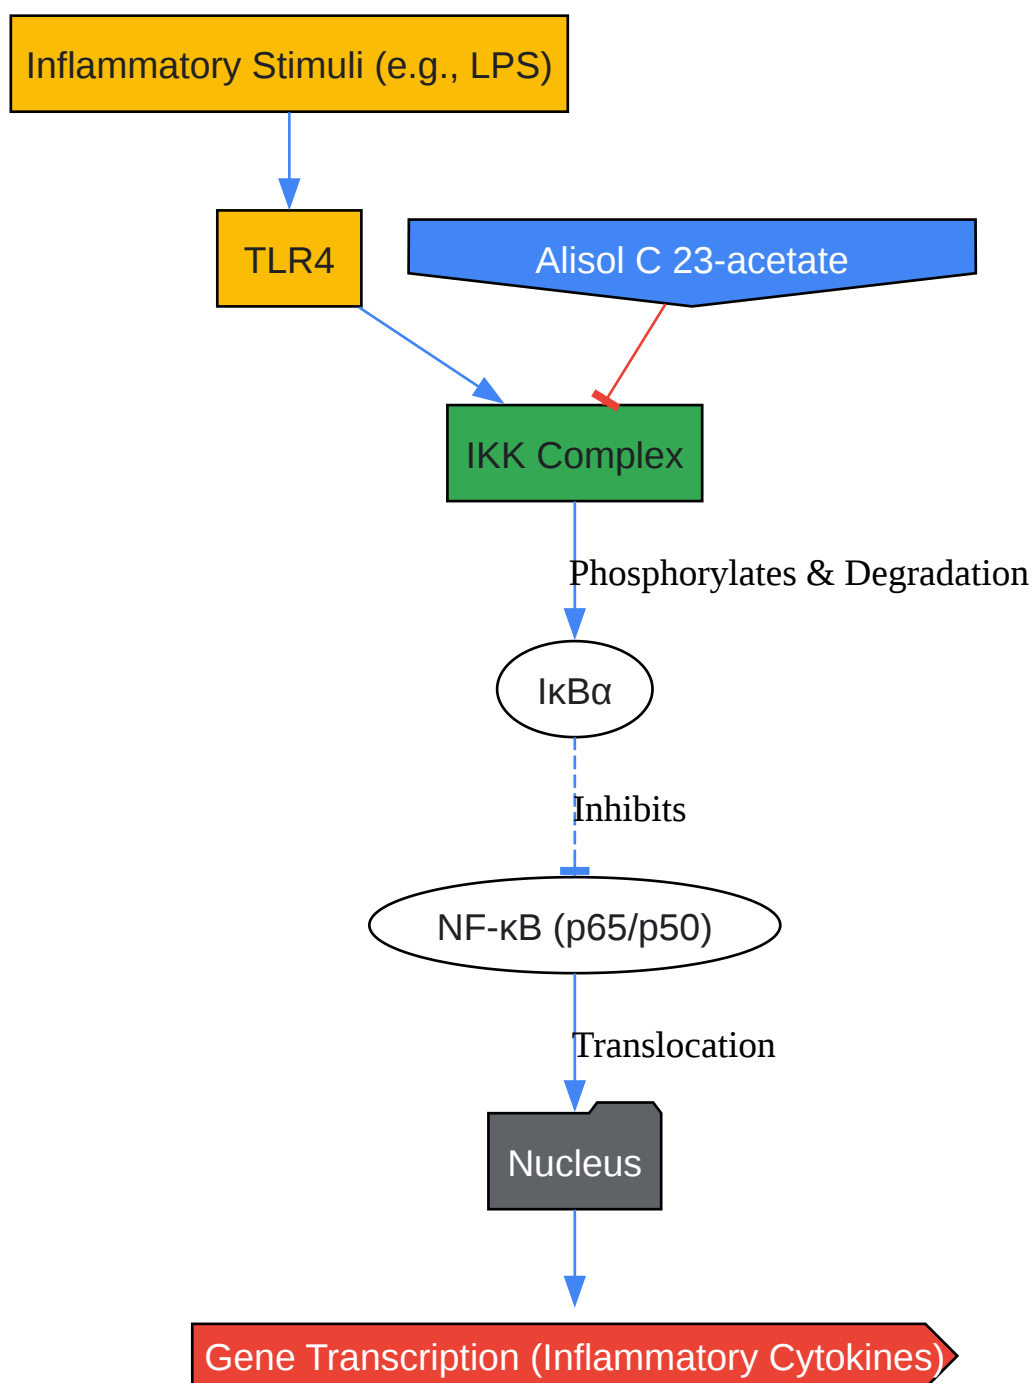 Inflammatory Stimuli (e.g., LPS)
TLR4
Alisol C 23-acetate
IKK Complex
Phosphorylates & Degradation
IκBα
Inhibits
NF-κB (p65/p50)
Translocation
Nucleus
Gene Transcription (Inflammatory Cytokines)